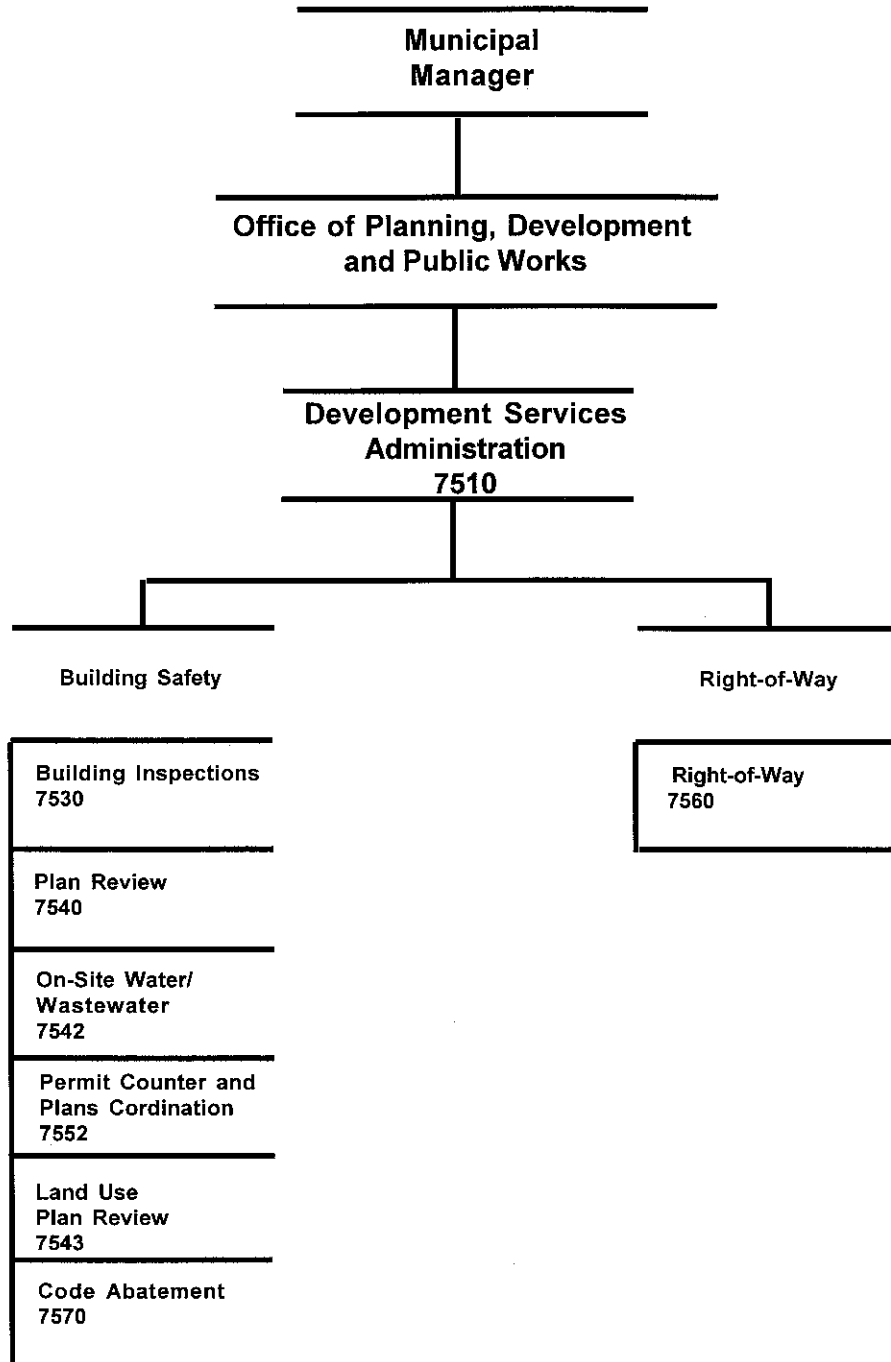 Municipal
Manager
Office of Planning, Development
and Public Works
Development Services
Administration
7510
Building Safety
Building Inspections
7530
Plan Review
7540
On-Site Water/
Wastewater
7542
Permit Counter and
Plans Cordination
7552
Land Use
Plan Review
7543
Code Abatement
7570
Right-of-Way
Right-of-Way
7560